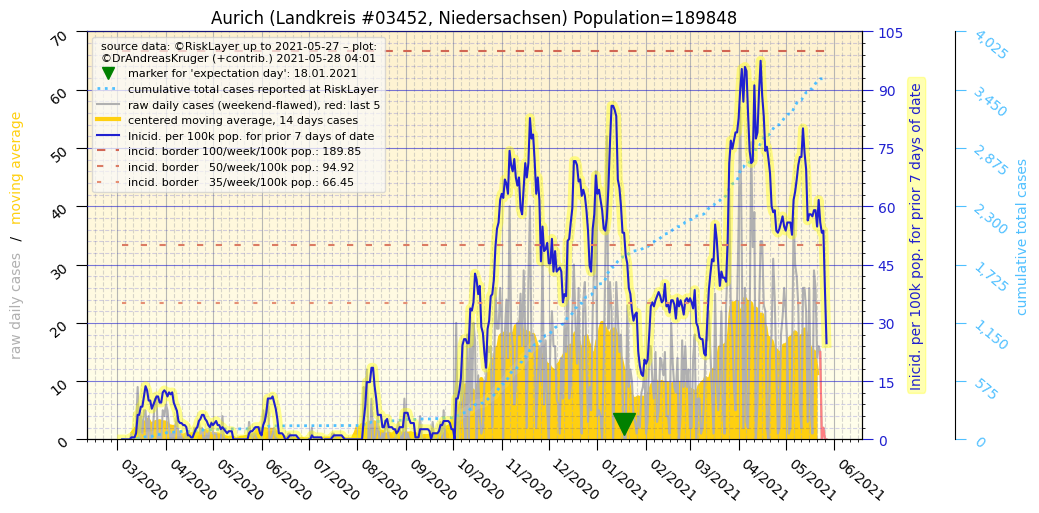 Aurich (Landkreis #03452, Niedersachsen) Population=189848
source data: ©RiskLayer up to 2021-05-27 – plot:
©DrAndreasKruger (+contrib.) 2021-05-28 04:01
marker for 'expectation day': 18.01.2021
cumulative total cases reported at RiskLayer
raw daily cases (weekend-flawed), red: last 5
centered moving average, 14 days cases
Inicid. per 100k pop. for prior 7 days of date
incid. border 100/week/100k pop.: 189.85
incid. border 50/week/100k pop.: 94.92
incid. border 35/week/100k pop.: 66.45
raw daily cases / moving average
70
60
50
40
30
20
10
0
105
90
75
60
45
30
15
0
Inicid. per 100k pop. for prior 7 days of date
4,025
3,450
2,875
2,300
1,725
1,150
575
0
cumulative total cases
03/2020
04/2020
05/2020
06/2020
07/2020
08/2020
09/2020
10/2020
11/2020
12/2020
01/2021
02/2021
03/2021
04/2021
05/2021
06/2021